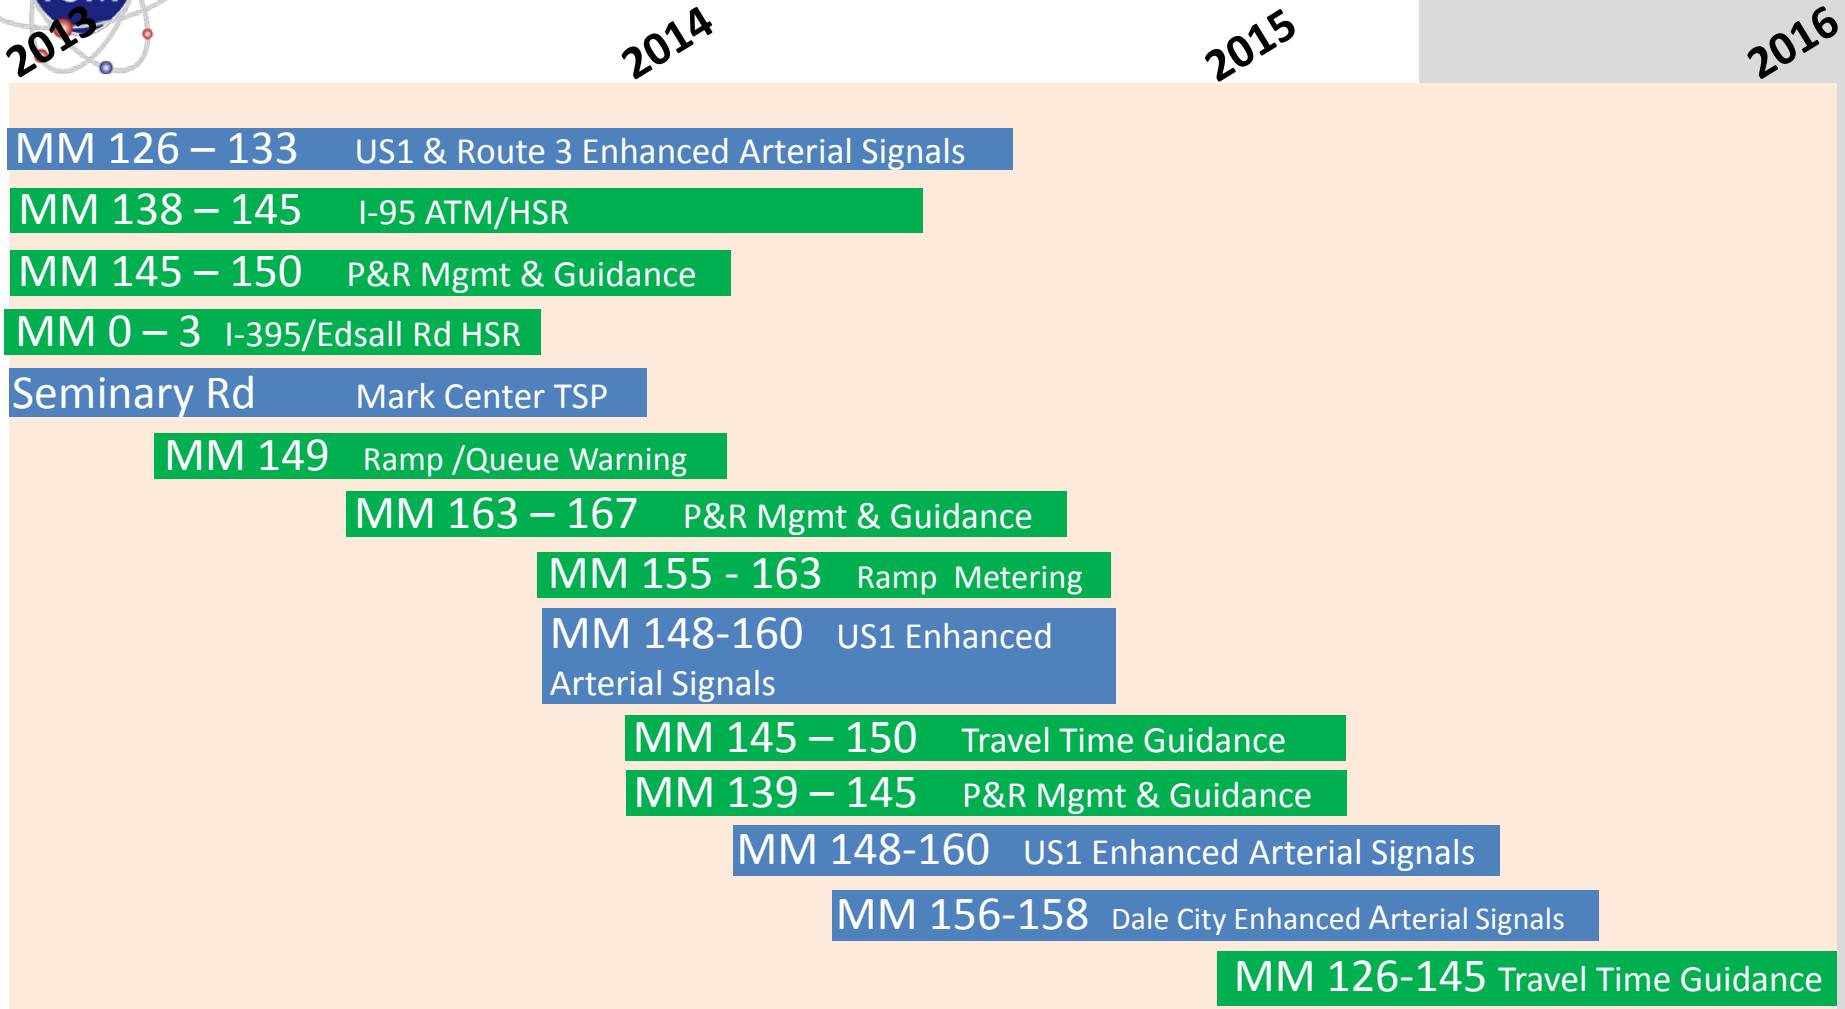 2013 2014 2015 2016
MM 126 – 133 US1 & Route 3 Enhanced Arterial Signals
MM 138 – 145 I-95 ATM/HSR
MM 145 – 150 P&R Mgmt & Guidance
MM 0 – 3 I-395/Edsall Rd HSR
Seminary Rd Mark Center TSP
MM 149 Ramp /Queue Warning
MM 163 – 167 P&R Mgmt & Guidance
MM 155 - 163 Ramp Metering
MM 148-160 US1 Enhanced
Arterial Signals
MM 145 – 150 Travel Time Guidance
MM 139 – 145 P&R Mgmt & Guidance
MM 148-160 US1 Enhanced Arterial Signals
MM 156-158 Dale City Enhanced Arterial Signals
MM 126-145 Travel Time Guidance